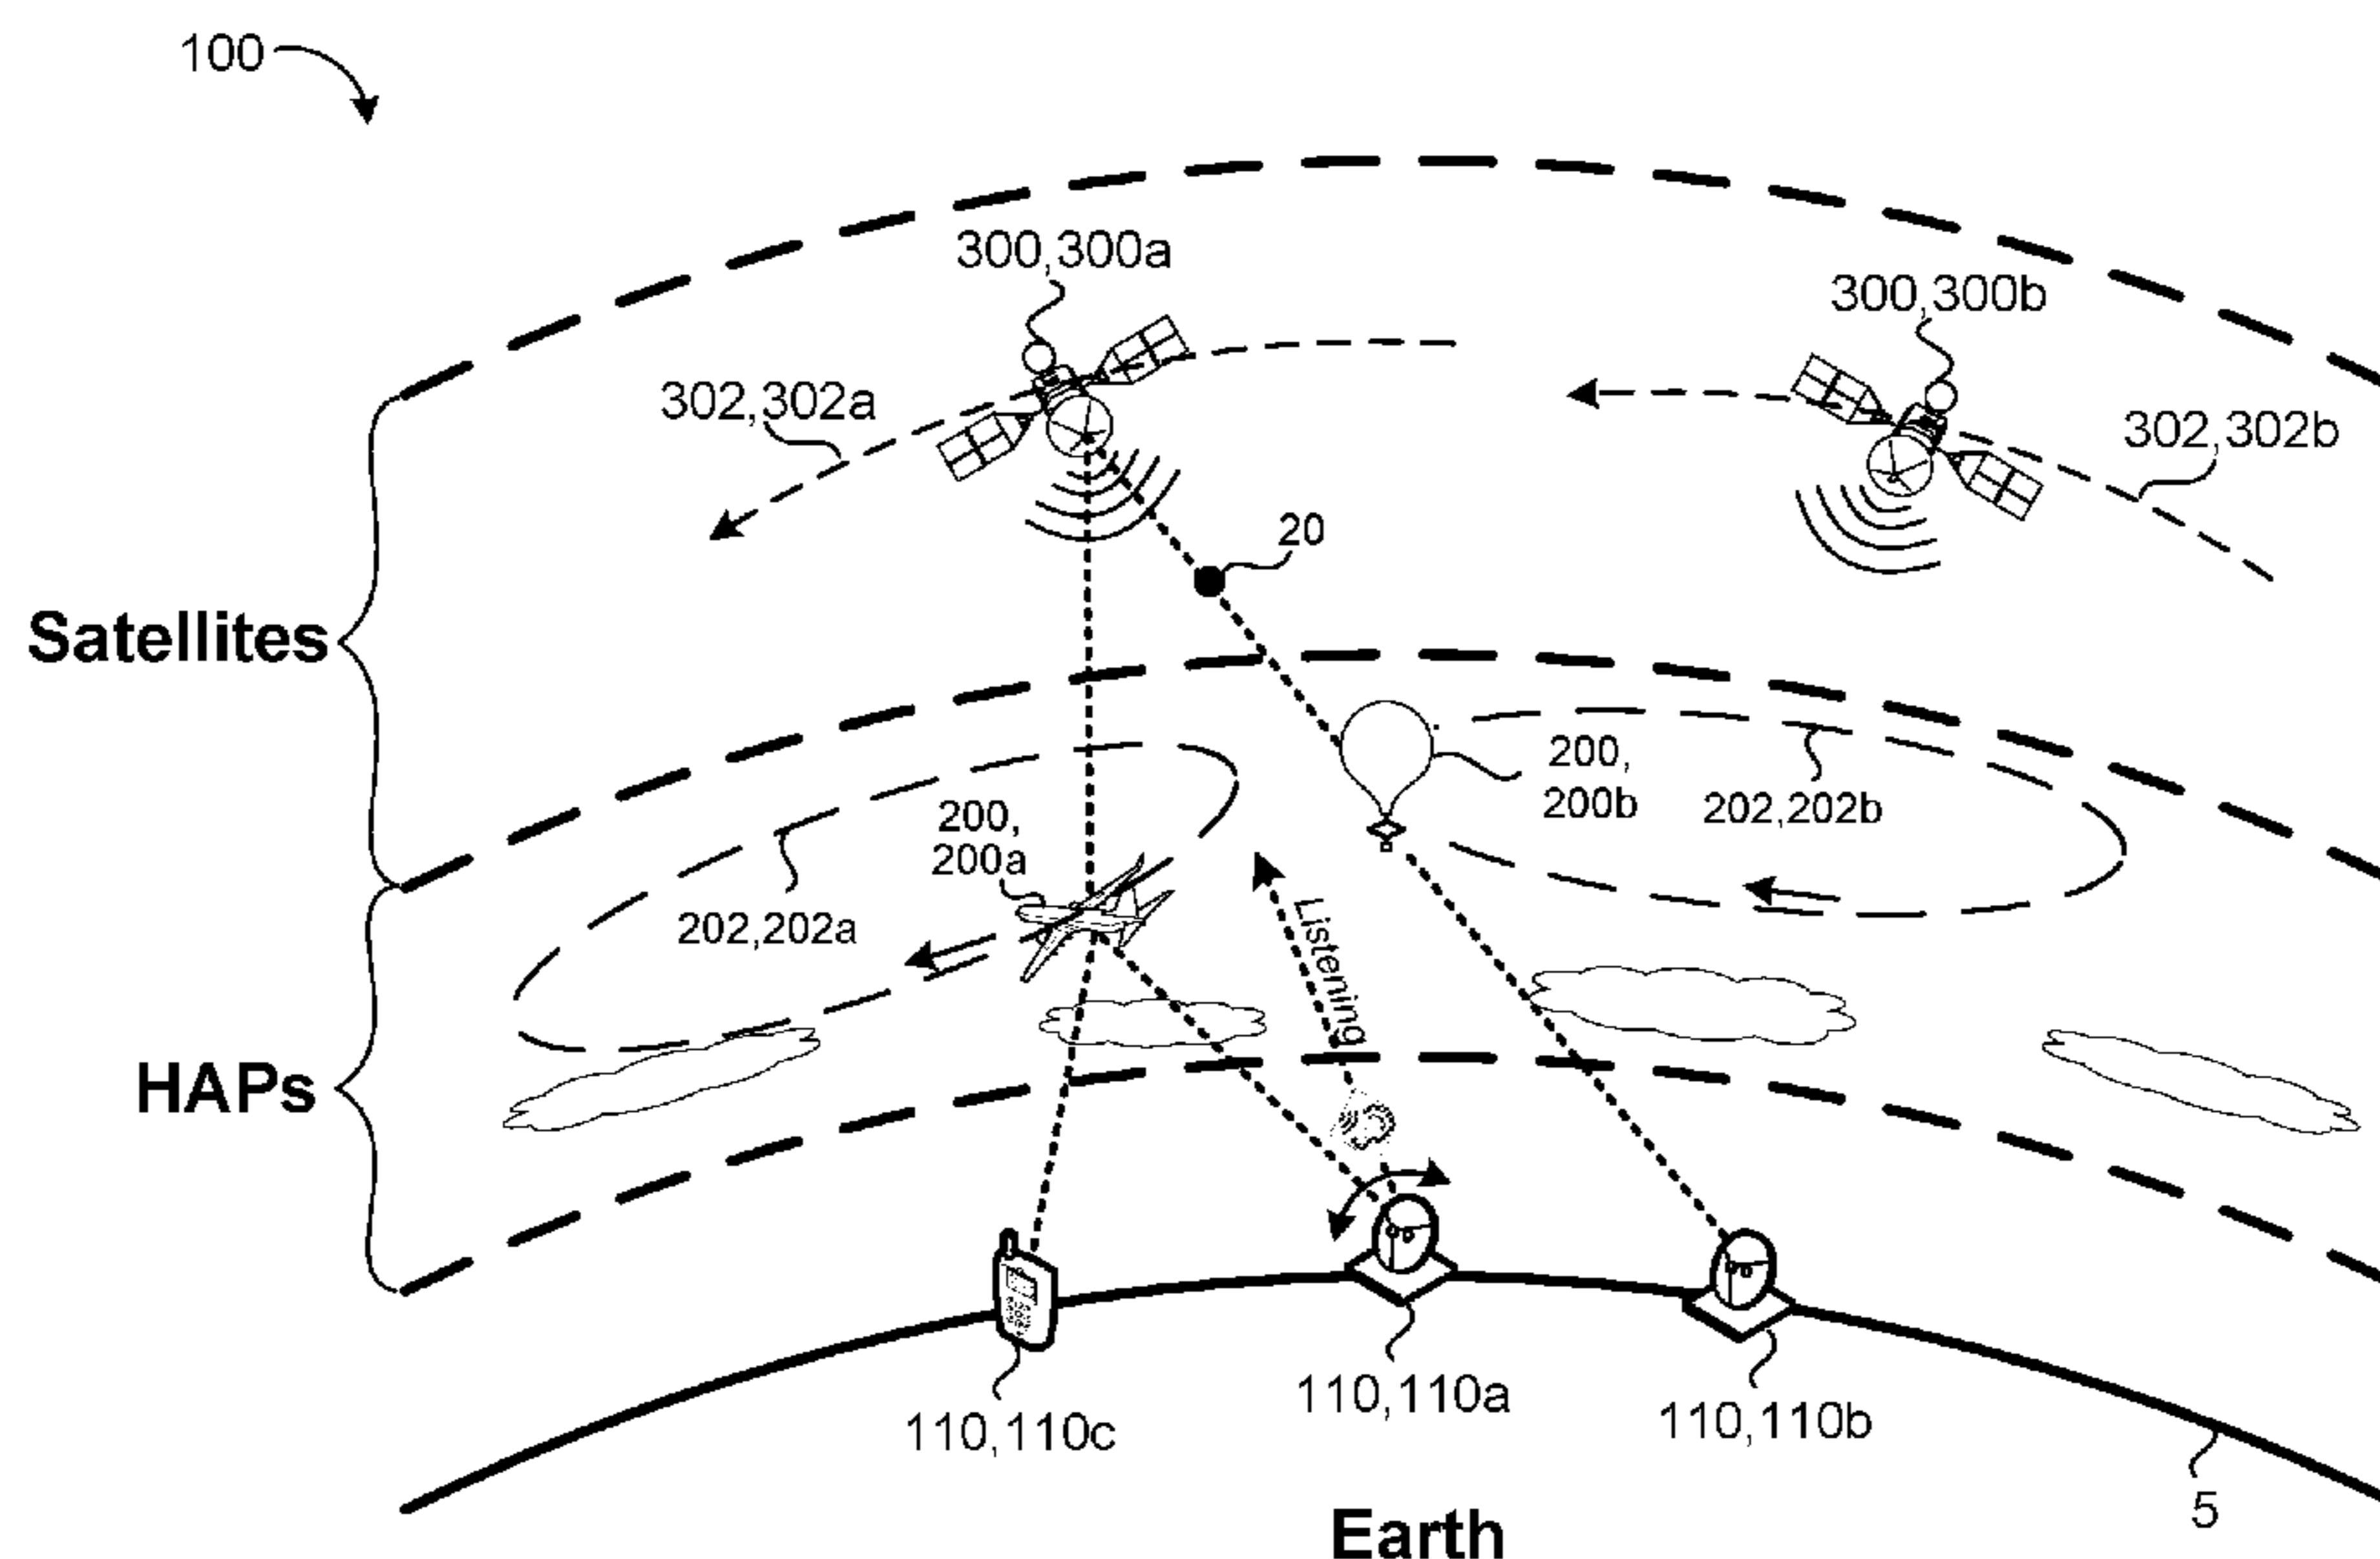 100
300,300a
300,300b
302,302a
302,302b
20
Satellites
200,
200b
202,202b
200,
200a
202,202a
Listening
HAPs
110,110c
110,110a
110,110b
5
Earth